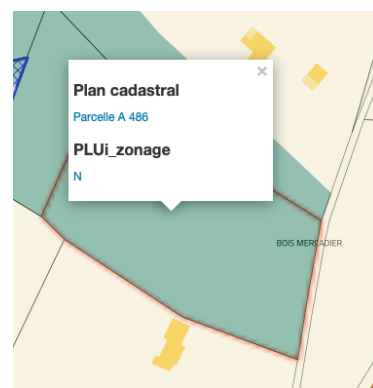 ×
Plan cadastral
Parcelle A 486
PLUi_zonage
N
BOIS MERCADIER